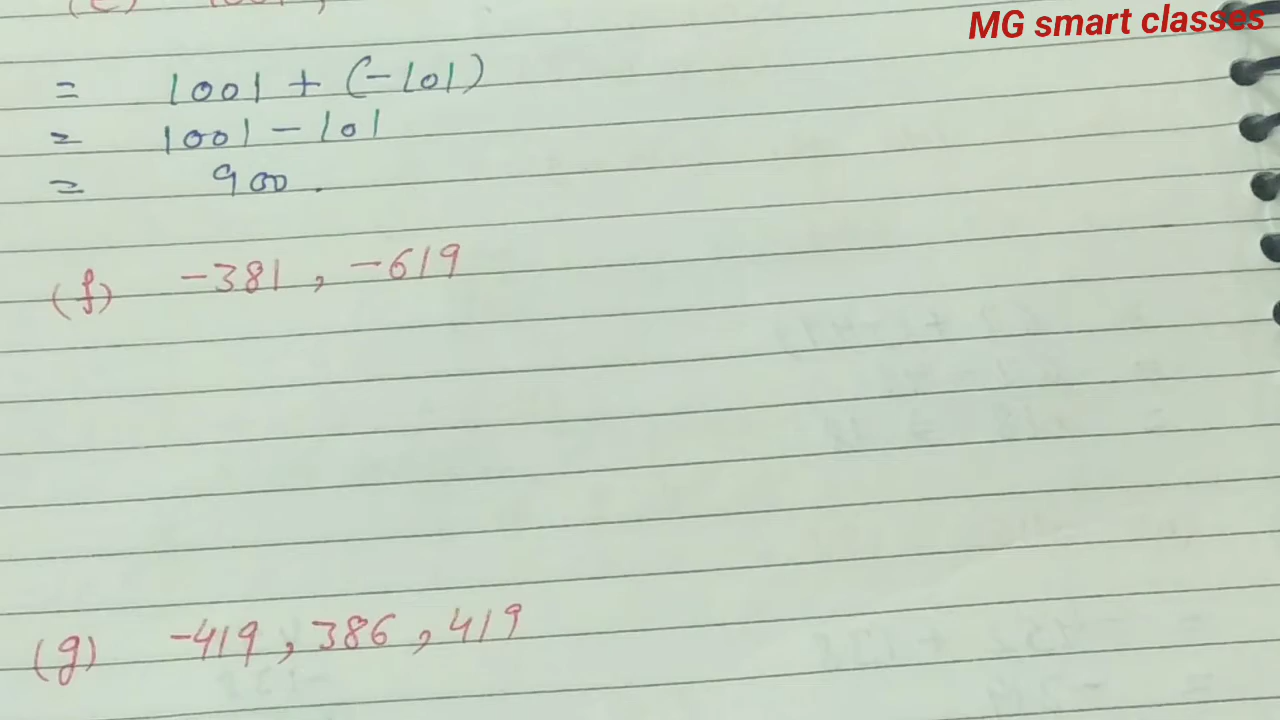 MG smart classes
= 1001 + (-101)
= 1001 - 101
= 900.
(f) -381, -619
(g) -419, 386, 419